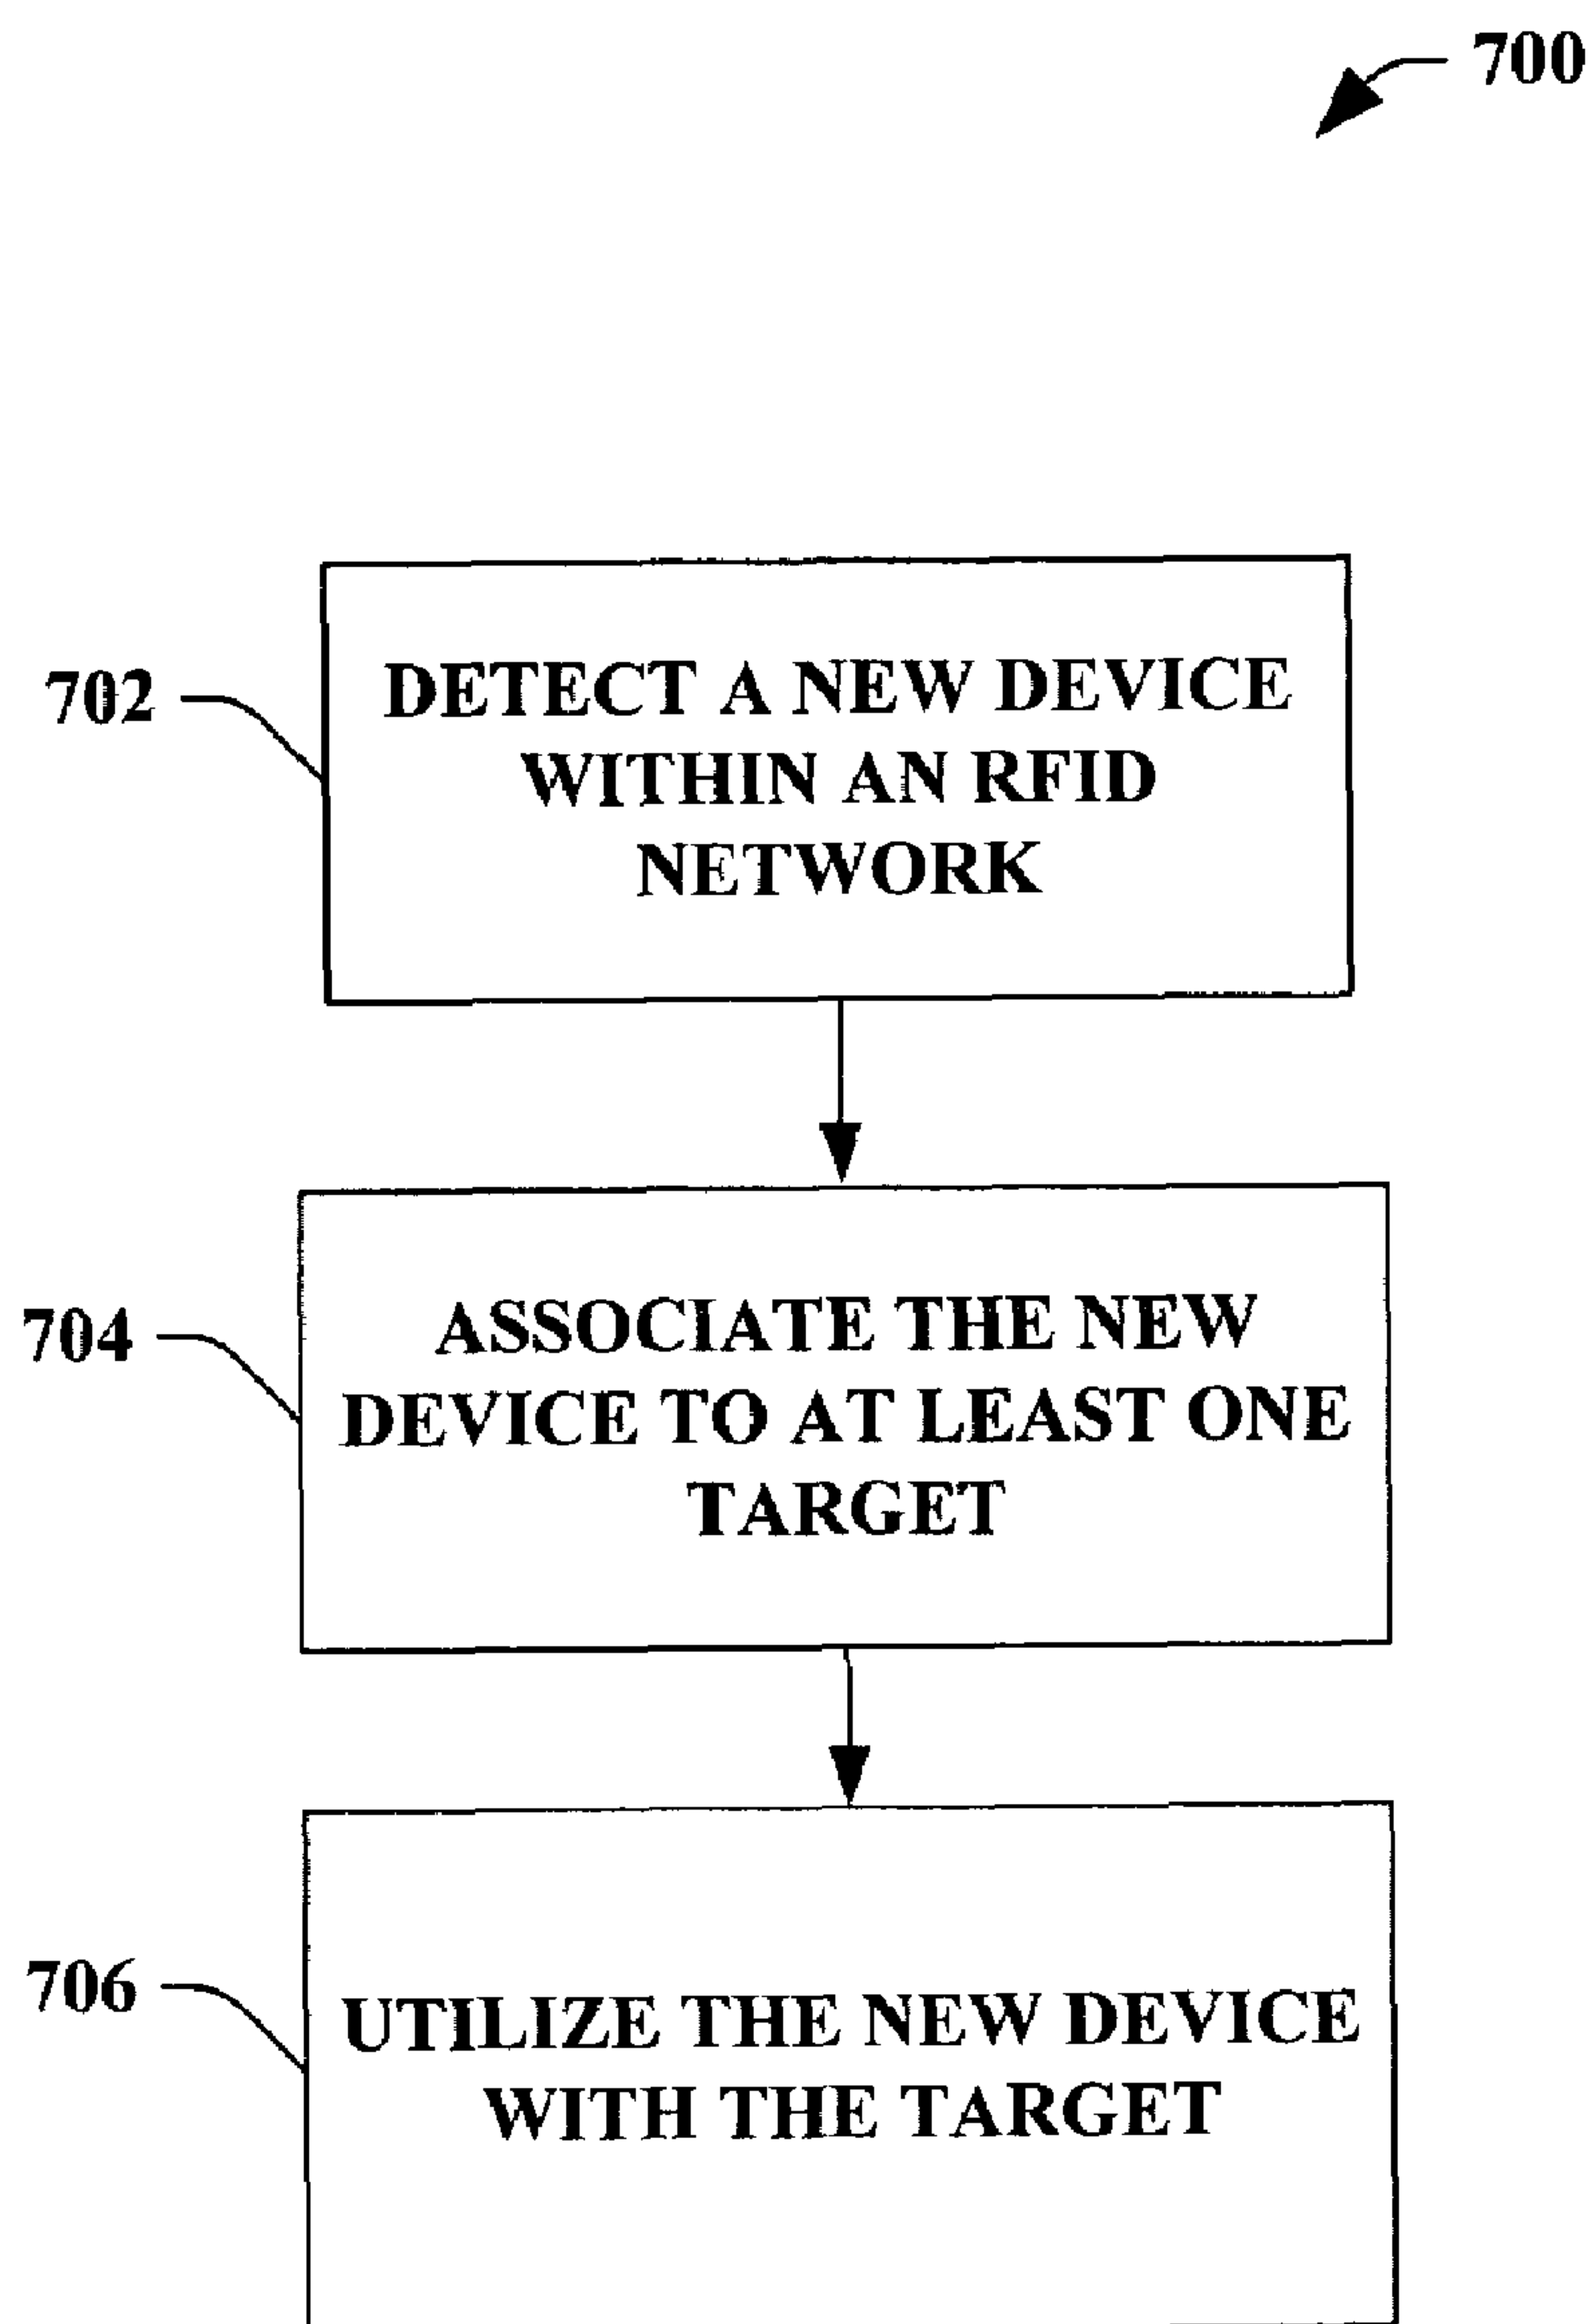 700
702
DETECT A NEW DEVICE
WITHIN AN RFID
NETWORK
704
ASSOCIATE THE NEW
DEVICE TO AT LEAST ONE
TARGET
706
UTILIZE THE NEW DEVICE
WITH THE TARGET